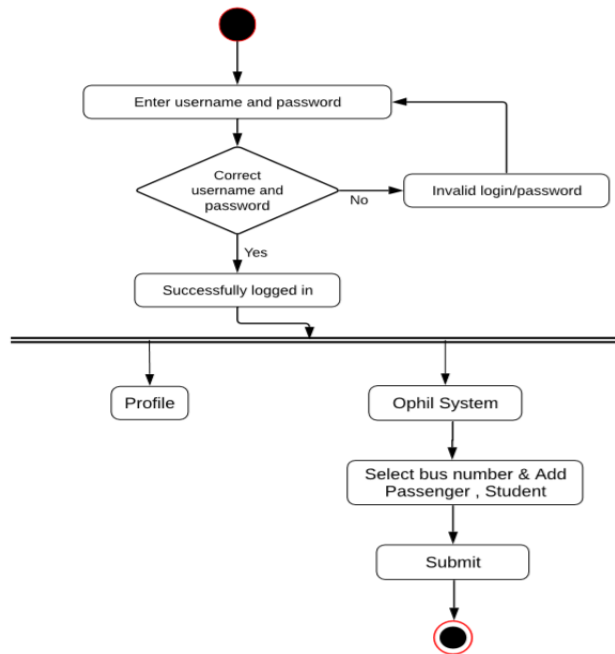 Enter username and password
Correct
username and
password
No
Invalid login/password
Yes
Successfully logged in
Profile
Ophil System
Select bus number & Add
Passenger , Student
Submit